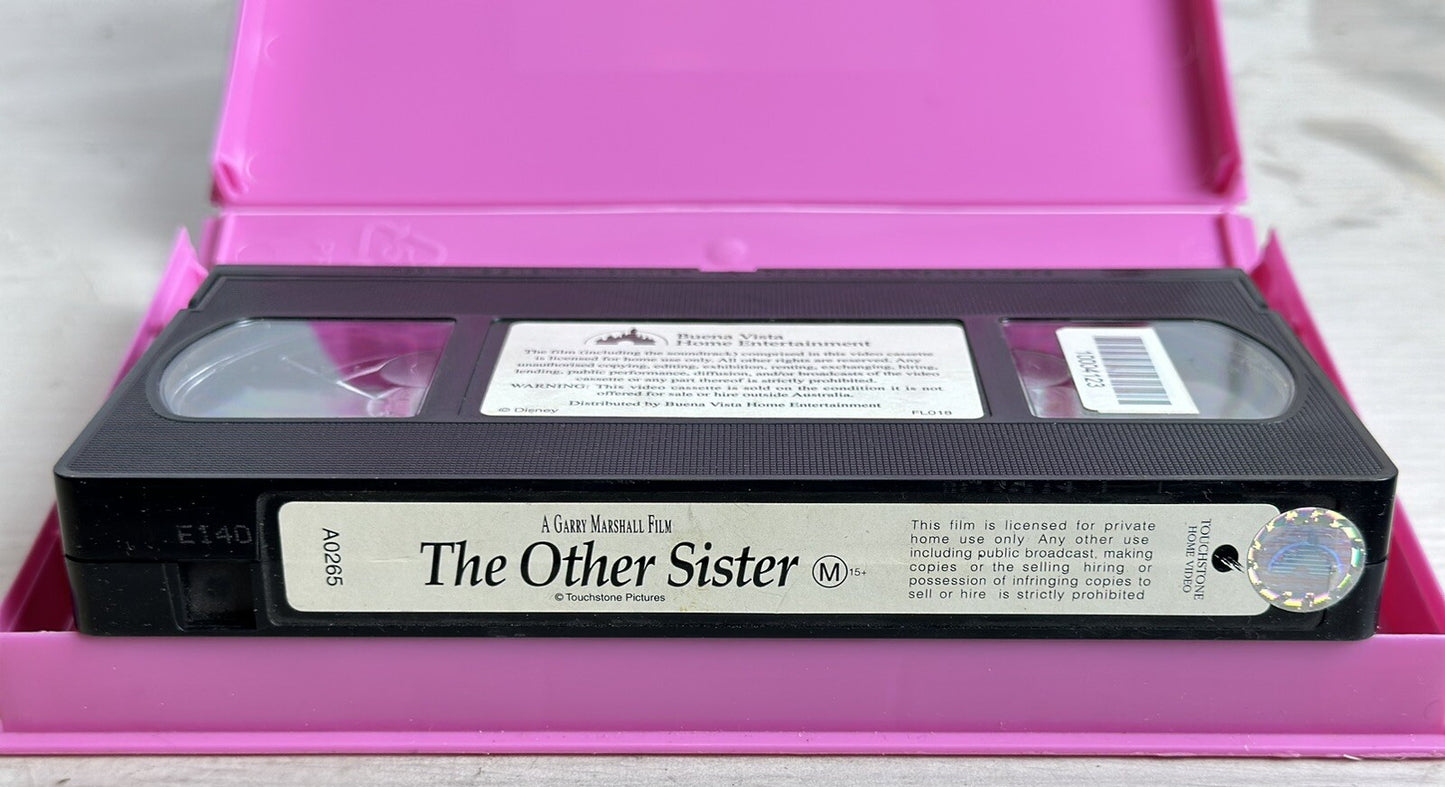 Buena Vista
Home Entertainment
The film (including the soundtrack) comprised in this video cassette
is licensed for home use only. All other rights are reserved. Any
unauthorised copying, editing, exhibition, renting, exchanging, hiring,
lending, public performance, diffusion, and/or broadcasts of the video
cassette or any part thereof is strictly prohibited.
WARNING: This video cassette is sold on the condition it is not
offered for sale or hire outside Australia.
Distributed by Buena Vista Home Entertainment
© Disney
FL018
1004723
E140
A0265
A GARRY MARSHALL FILM
The Other Sister
M 15+
© Touchstone Pictures
This film is licensed for private
home use only Any other use
including public broadcast, making
copies or the selling hiring or
possession of infringing copies to
sell or hire is strictly prohibited
TOUCHSTONE
HOME VIDEO